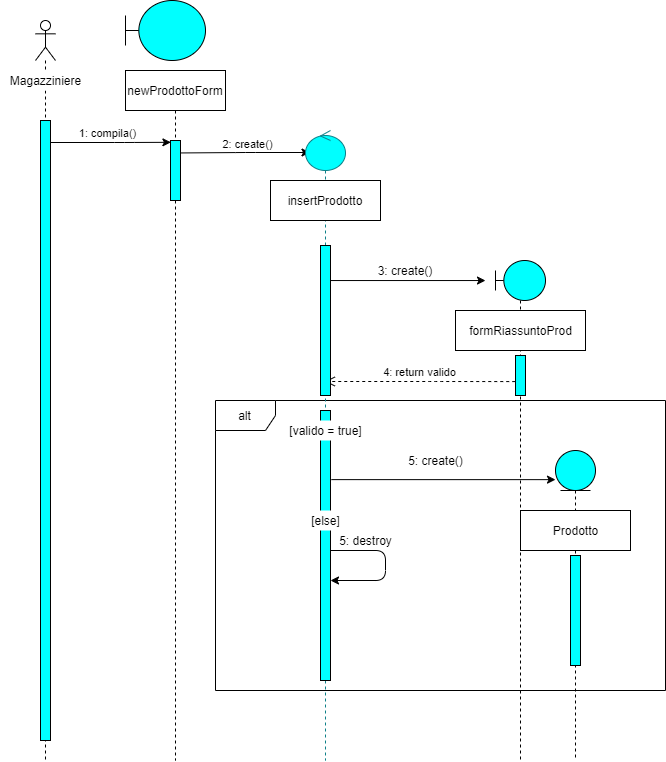 Magazziniere
newProdottoForm
1: compila()
2: create()
insertProdotto
3: create()
formRiassuntoProd
4: return valido
alt
[valido = true]
5: create()
Prodotto
[else]
5: destroy